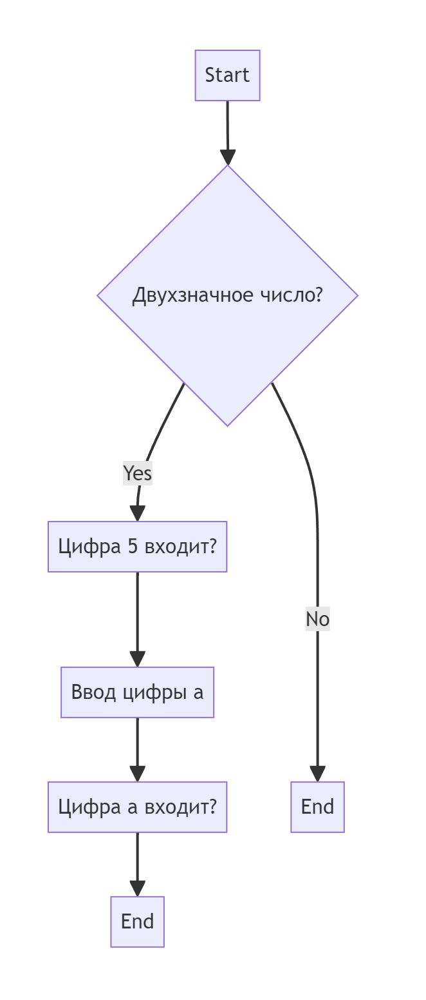 Start
Двухзначное число?
Yes
Цифра 5 входит?
No
Ввод цифры a
Цифра a входит?
End
End